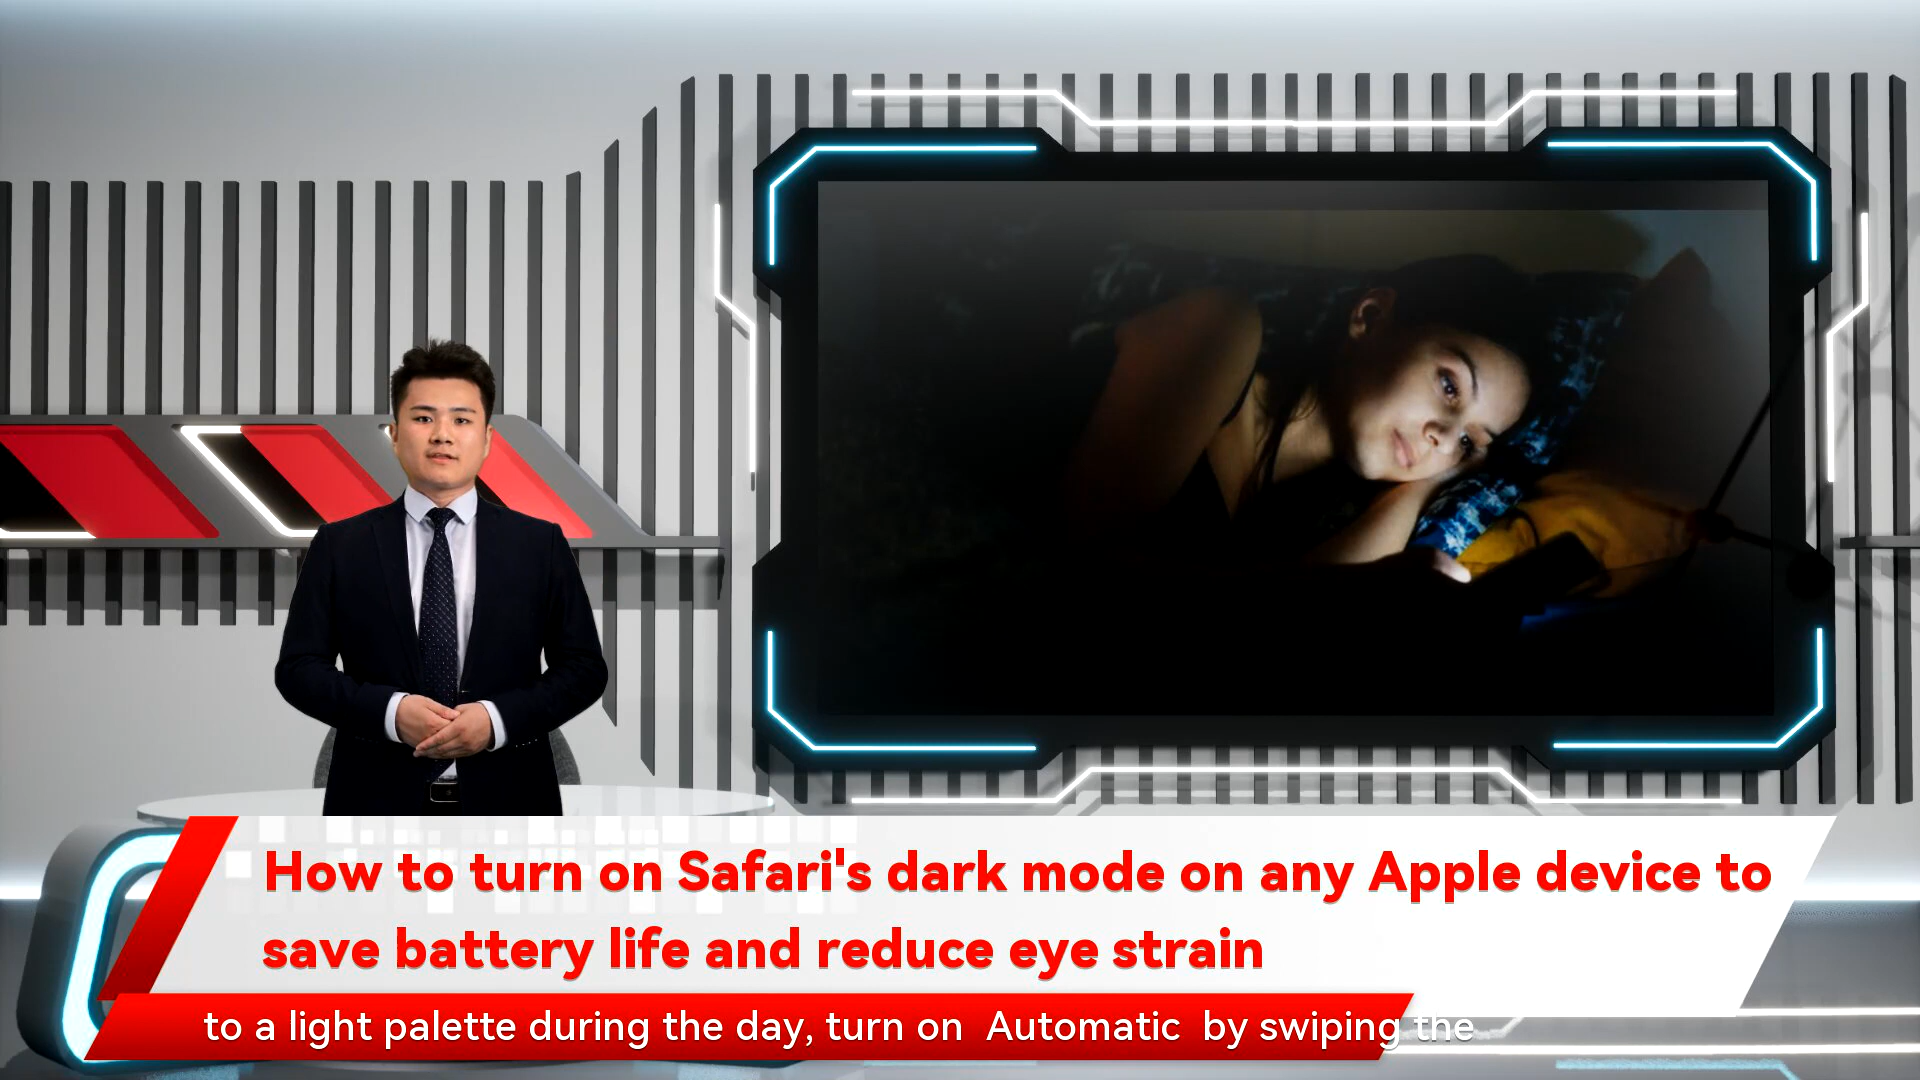 How to turn on Safari's dark mode on any Apple device to
save battery life and reduce eye strain
to a light palette during the day, turn on Automatic by swiping the